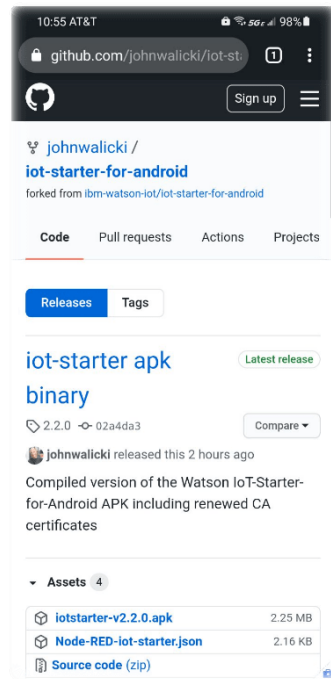 10:55 AT&T 98%
github.com/johnwalicki/iot-st 1
Sign up
johnwalicki /
iot-starter-for-android
forked from ibm-watson-iot/iot-starter-for-android
Code Pull requests Actions Projects
Releases Tags
iot-starter apk Latest release
binary
2.2.0 02a4da3 Compare
johnwalicki released this 2 hours ago
Compiled version of the Watson IoT-Starter-
for-Android APK including renewed CA
certificates
Assets 4
iotstarter-v2.2.0.apk 2.25 MB
Node-RED-iot-starter.json 2.16 KB
Source code (zip)